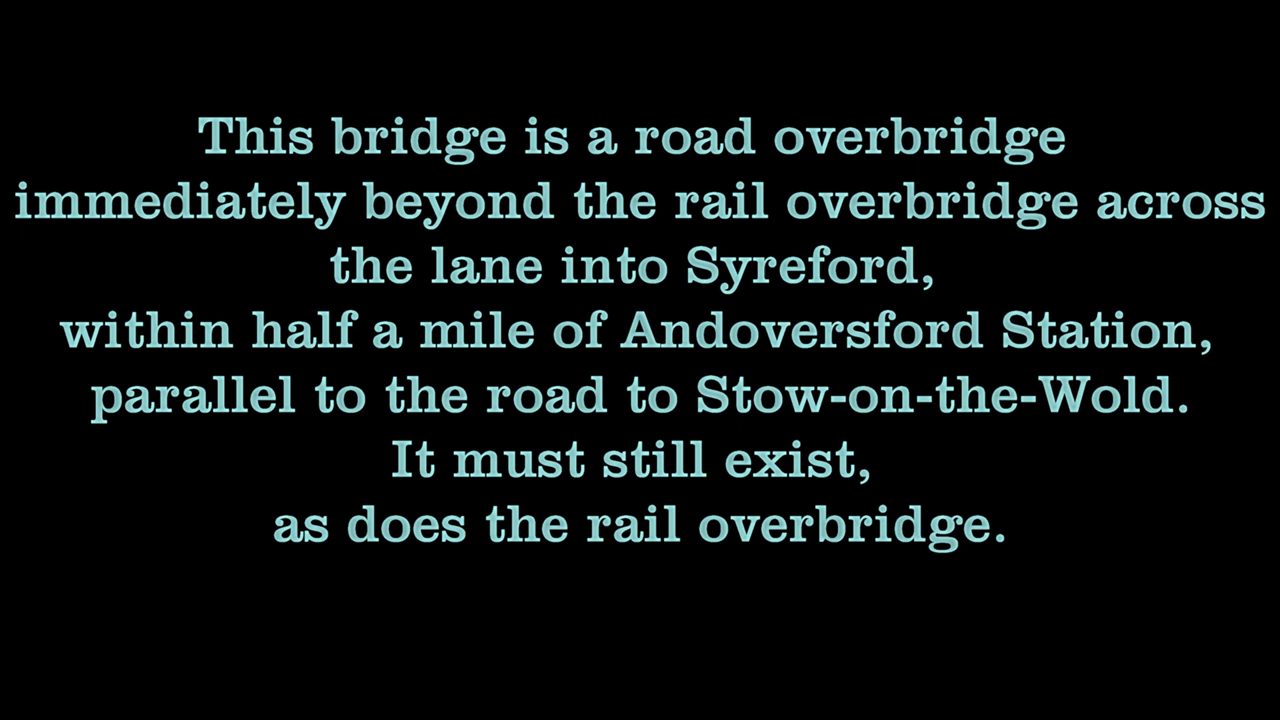 This bridge is a road overbridge
immediately beyond the rail overbridge across
the lane into Syreford,
within half a mile of Andoversford Station,
parallel to the road to Stow-on-the-Wold.
It must still exist,
as does the rail overbridge.